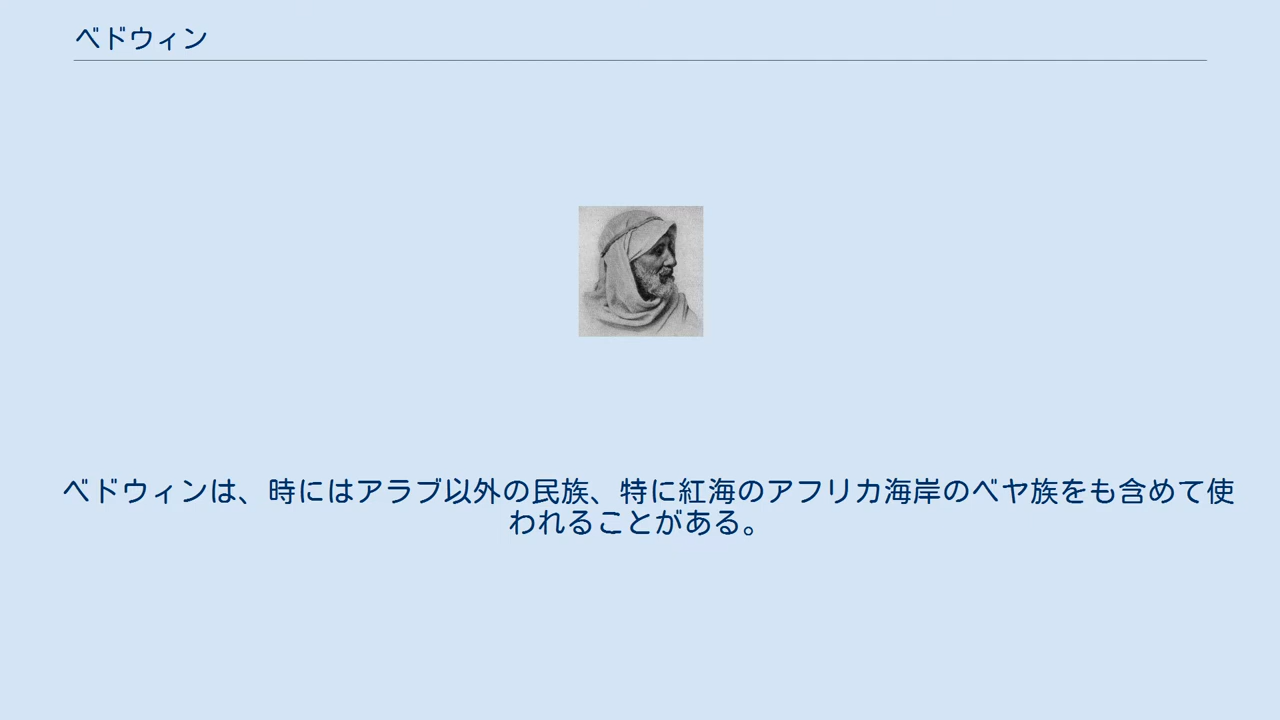 ベドウィン
ベドウィンは、時にはアラブ以外の民族、特に紅海のアフリカ海岸のベヤ族をも含めて使
われることがある。